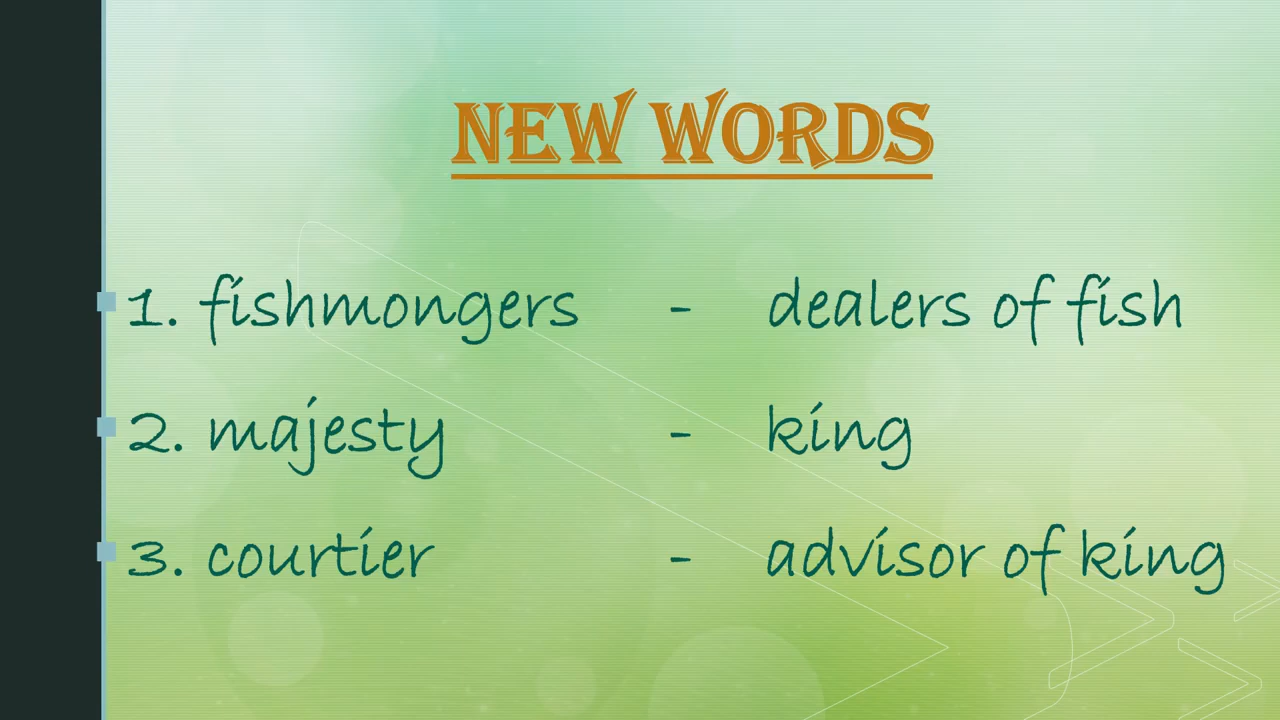 NEW WORDS
1. fishmongers - dealers of fish
2. majesty - king
3. courtier - advisor of king